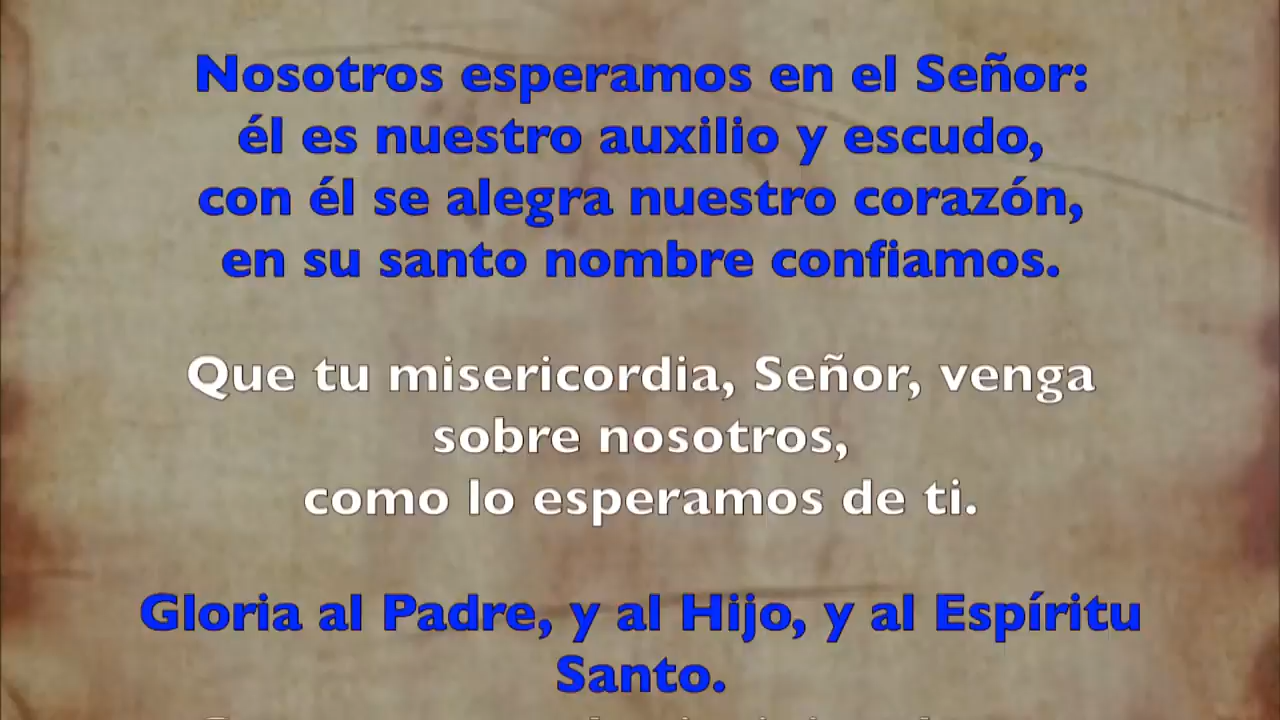 Nosotros esperamos en el Señor:
él es nuestro auxilio y escudo,
con él se alegra nuestro corazón,
en su santo nombre confiamos.
Que tu misericordia, Señor, venga
sobre nosotros,
como lo esperamos de ti.
Gloria al Padre, y al Hijo, y al Espíritu
Santo.